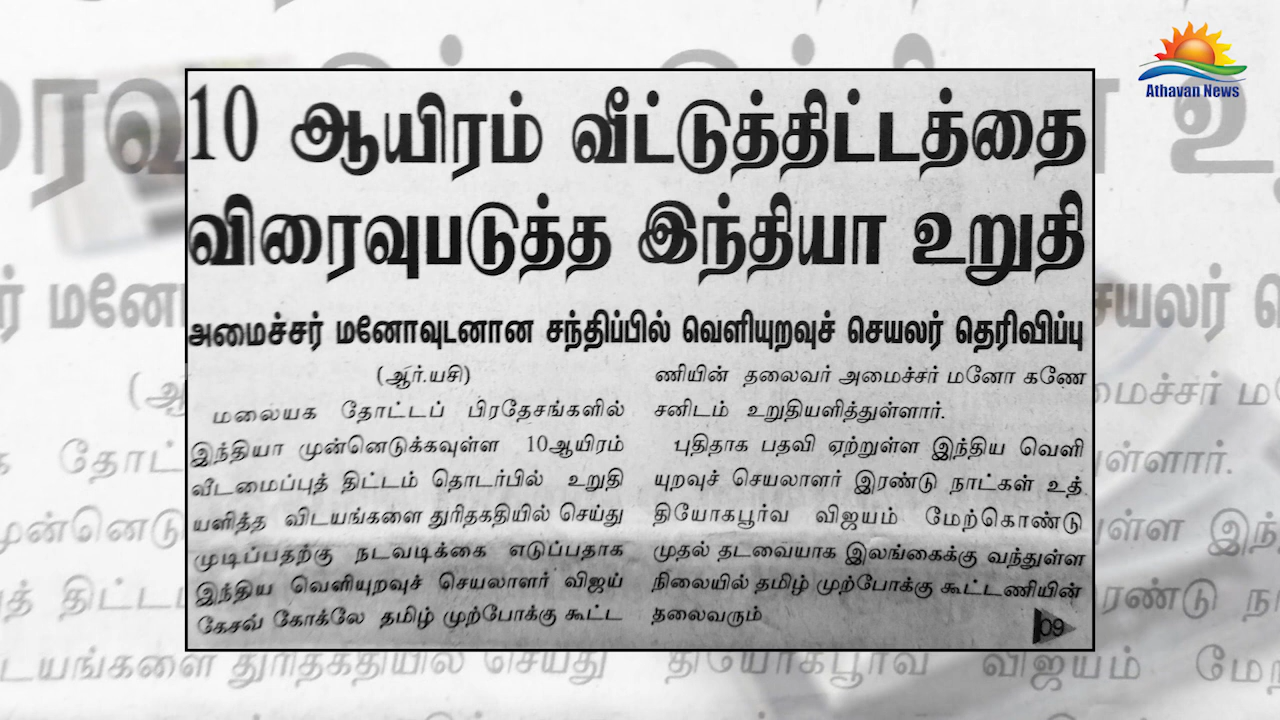 Athavan News
10 ஆயிரம் வீட்டுத்திட்டத்தை
விரைவுபடுத்த இந்தியா உறுதி
அமைச்சர் மனோவுடனான சந்திப்பில் வெளியுறவுச் செயலர் தெரிவிப்பு
(ஆர்.யசி)
மலையக தோட்டப் பிரதேசங்களில்
இந்தியா முன்னெடுக்கவுள்ள 10ஆயிரம்
வீடமைப்புத் திட்டம் தொடர்பில் உறுதி
யளித்த விடயங்களை துரிதகதியில் செய்து
முடிப்பதற்கு நடவடிக்கை எடுப்பதாக
இந்திய வெளியுறவுச் செயலாளர் விஜய்
கேசவ் கோக்லே தமிழ் முற்போக்கு கூட்ட
ணியின் தலைவர் அமைச்சர் மனோ கணே
சனிடம் உறுதியளித்துள்ளார்.
புதிதாக பதவி ஏற்றுள்ள இந்திய வெளி
யுறவுச் செயலாளர் இரண்டு நாட்கள் உத்
தியோகபூர்வ விஜயம் மேற்கொண்டு
முதல் தடவையாக இலங்கைக்கு வந்துள்ள
நிலையில் தமிழ் முற்போக்கு கூட்டணியின்
தலைவரும்
09